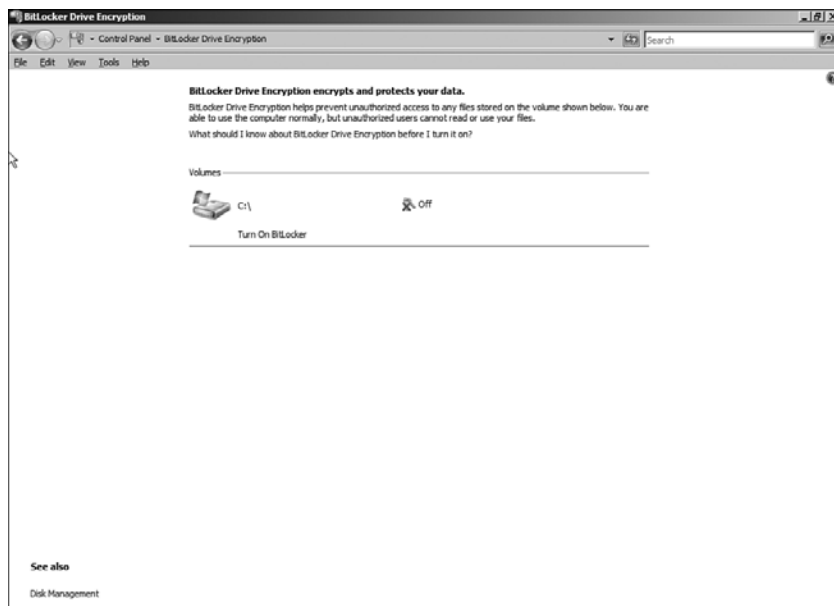 BitLocker Drive Encryption
Control Panel BitLocker Drive Encryption Search
File Edit View Tools Help
BitLocker Drive Encryption encrypts and protects your data.
BitLocker Drive Encryption helps prevent unauthorized access to any files stored on the volume shown below. You are
able to use the computer normally, but unauthorized users cannot read or use your files.
What should I know about BitLocker Drive Encryption before I turn it on?
Volumes
C:\ Off
Turn On BitLocker
See also
Disk Management